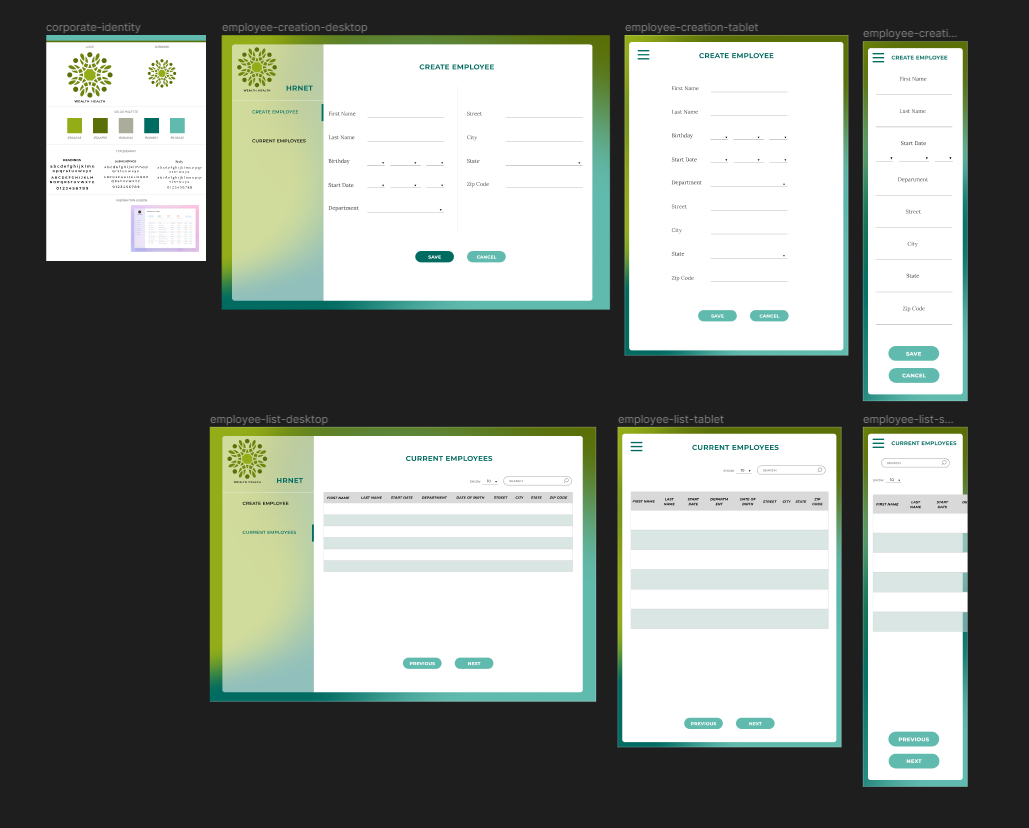 corporate-identity
WEALTH HEALTH
COLOR PALETTE
HEADINGS
abcdefghijklmn
opqrstuvwxyz
0123456789
employee-creation-desktop
WEALTH HEALTH
HRNET
CREATE EMPLOYEE
CURRENT EMPLOYEES
CREATE EMPLOYEE
First Name
Last Name
Birthday
Start Date
Department
Street
City
State
Zip Code
SAVE
CANCEL
employee-creation-tablet
CREATE EMPLOYEE
First Name
Last Name
Birthday
Start Date
Department
Street
City
State
Zip Code
SAVE
CANCEL
employee-creati...
CREATE EMPLOYEE
First Name
Last Name
Start Date
Department
Street
City
State
Zip Code
SAVE
CANCEL
employee-list-desktop
WEALTH HEALTH
HRNET
CREATE EMPLOYEE
CURRENT EMPLOYEES
CURRENT EMPLOYEES
SHOW 10 SEARCH
FIRST NAME LAST NAME START DATE DEPARTMENT DATE OF BIRTH STREET CITY STATE ZIP CODE
PREVIOUS
NEXT
employee-list-tablet
CURRENT EMPLOYEES
SHOW 10 SEARCH
FIRST NAME LAST NAME START DATE DEPARTMENT DATE OF BIRTH STREET CITY STATE ZIP CODE
PREVIOUS
NEXT
employee-list-s...
CURRENT EMPLOYEES
SEARCH
SHOW 10
FIRST NAME LAST NAME START DATE
PREVIOUS
NEXT